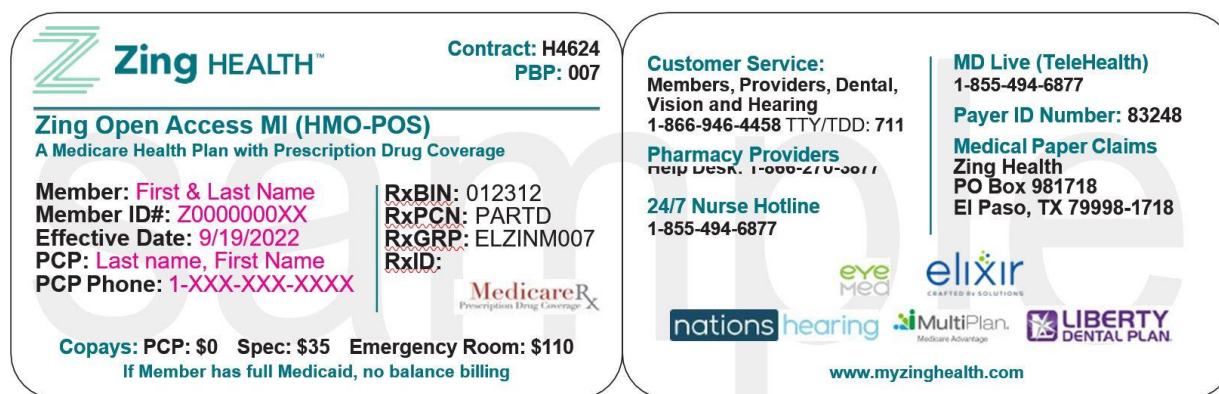 Zing HEALTH™
Contract: H4624
PBP: 007
Zing Open Access MI (HMO-POS)
A Medicare Health Plan with Prescription Drug Coverage
Member: First & Last Name
Member ID#: Z0000000XX
Effective Date: 9/19/2022
PCP: Last name, First Name
PCP Phone: 1-XXX-XXX-XXXX
RxBIN: 012312
RxPCN: PARTD
RxGRP: ELZINM007
RxID:
MedicareRx
Prescription Drug Coverage
Copays: PCP: $0 Spec: $35 Emergency Room: $110
If Member has full Medicaid, no balance billing
sample
Customer Service:
Members, Providers, Dental,
Vision and Hearing
1-866-946-4458 TTY/TDD: 711
Pharmacy Providers
Help Desk: 1-866-270-3877
24/7 Nurse Hotline
1-855-494-6877
MD Live (TeleHealth)
1-855-494-6877
Payer ID Number: 83248
Medical Paper Claims
Zing Health
PO Box 981718
El Paso, TX 79998-1718
eye
Med
elixir
CRAFTED Rx SOLUTIONS
nations hearing
MultiPlan.
Medicare Advantage
LIBERTY
DENTAL PLAN.
www.myzinghealth.com